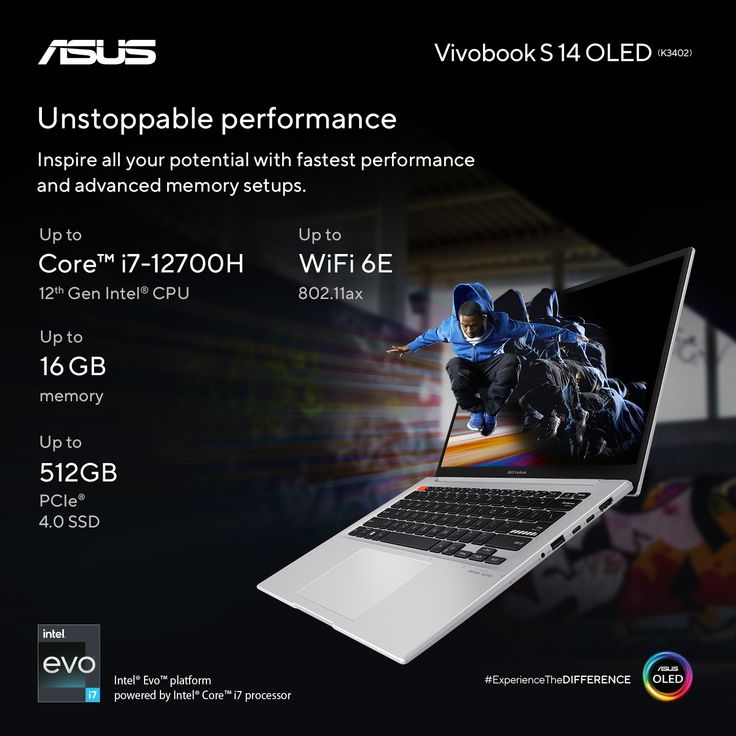 ASUS
Vivobook S 14 OLED (K3402)
Unstoppable performance
Inspire all your potential with fastest performance
and advanced memory setups.
Up to
Core™ i7-12700H
12th Gen Intel® CPU
Up to
WiFi 6E
802.11ax
Up to
16 GB
memory
Up to
512GB
PCIe®
4.0 SSD
ASUS Vivobook
intel
evo
i7
Intel® Evo™ platform
powered by Intel® Core™ i7 processor
#ExperienceTheDIFFERENCE
ASUS
OLED